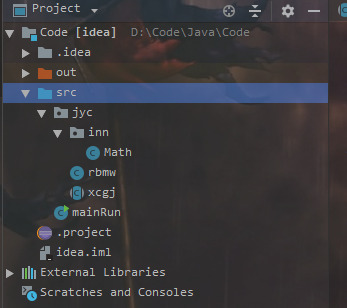 Project
Code [idea] D:\Code\Java\Code
.idea
out
src
jyc
inn
Math
rbmw
xcgj
mainRun
.project
idea.iml
External Libraries
Scratches and Consoles